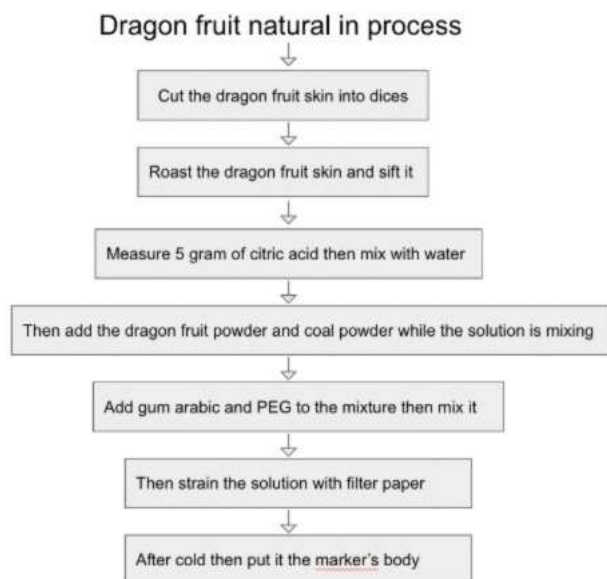 Dragon fruit natural in process
Cut the dragon fruit skin into dices
Roast the dragon fruit skin and sift it
Measure 5 gram of citric acid then mix with water
Then add the dragon fruit powder and coal powder while the solution is mixing
Add gum arabic and PEG to the mixture then mix it
Then strain the solution with filter paper
After cold then put it the marker's body